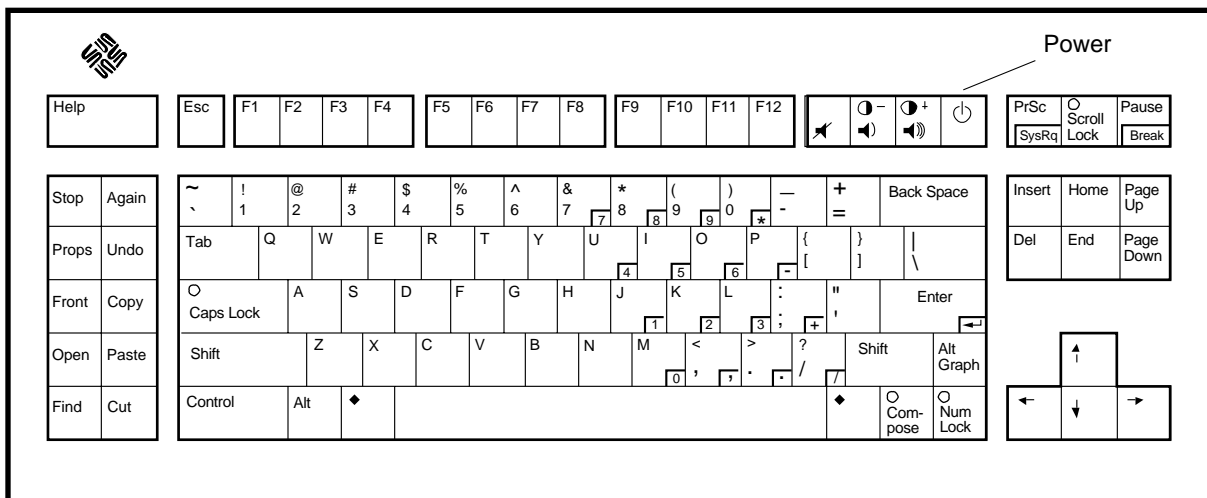 Power
Help Esc F1 F2 F3 F4 F5 F6 F7 F8 F9 F10 F11 F12 − + PrSc Scroll Lock Pause
SysRq Break
Stop Again ~ ! @ # $ % ^ & * ( ) — + Back Space Insert Home Page Up
` 1 2 3 4 5 6 7 7 8 8 9 9 0 * - =
Props Undo Tab Q W E R T Y U I O P { } | Del End Page Down
4 5 6 - [ ] \
Front Copy Caps Lock A S D F G H J K L : " Enter
1 2 3 ; + '
Open Paste Shift Z X C V B N M < > ? Shift Alt Graph
0 , , . . / /
Find Cut Control Alt Com-pose Num Lock